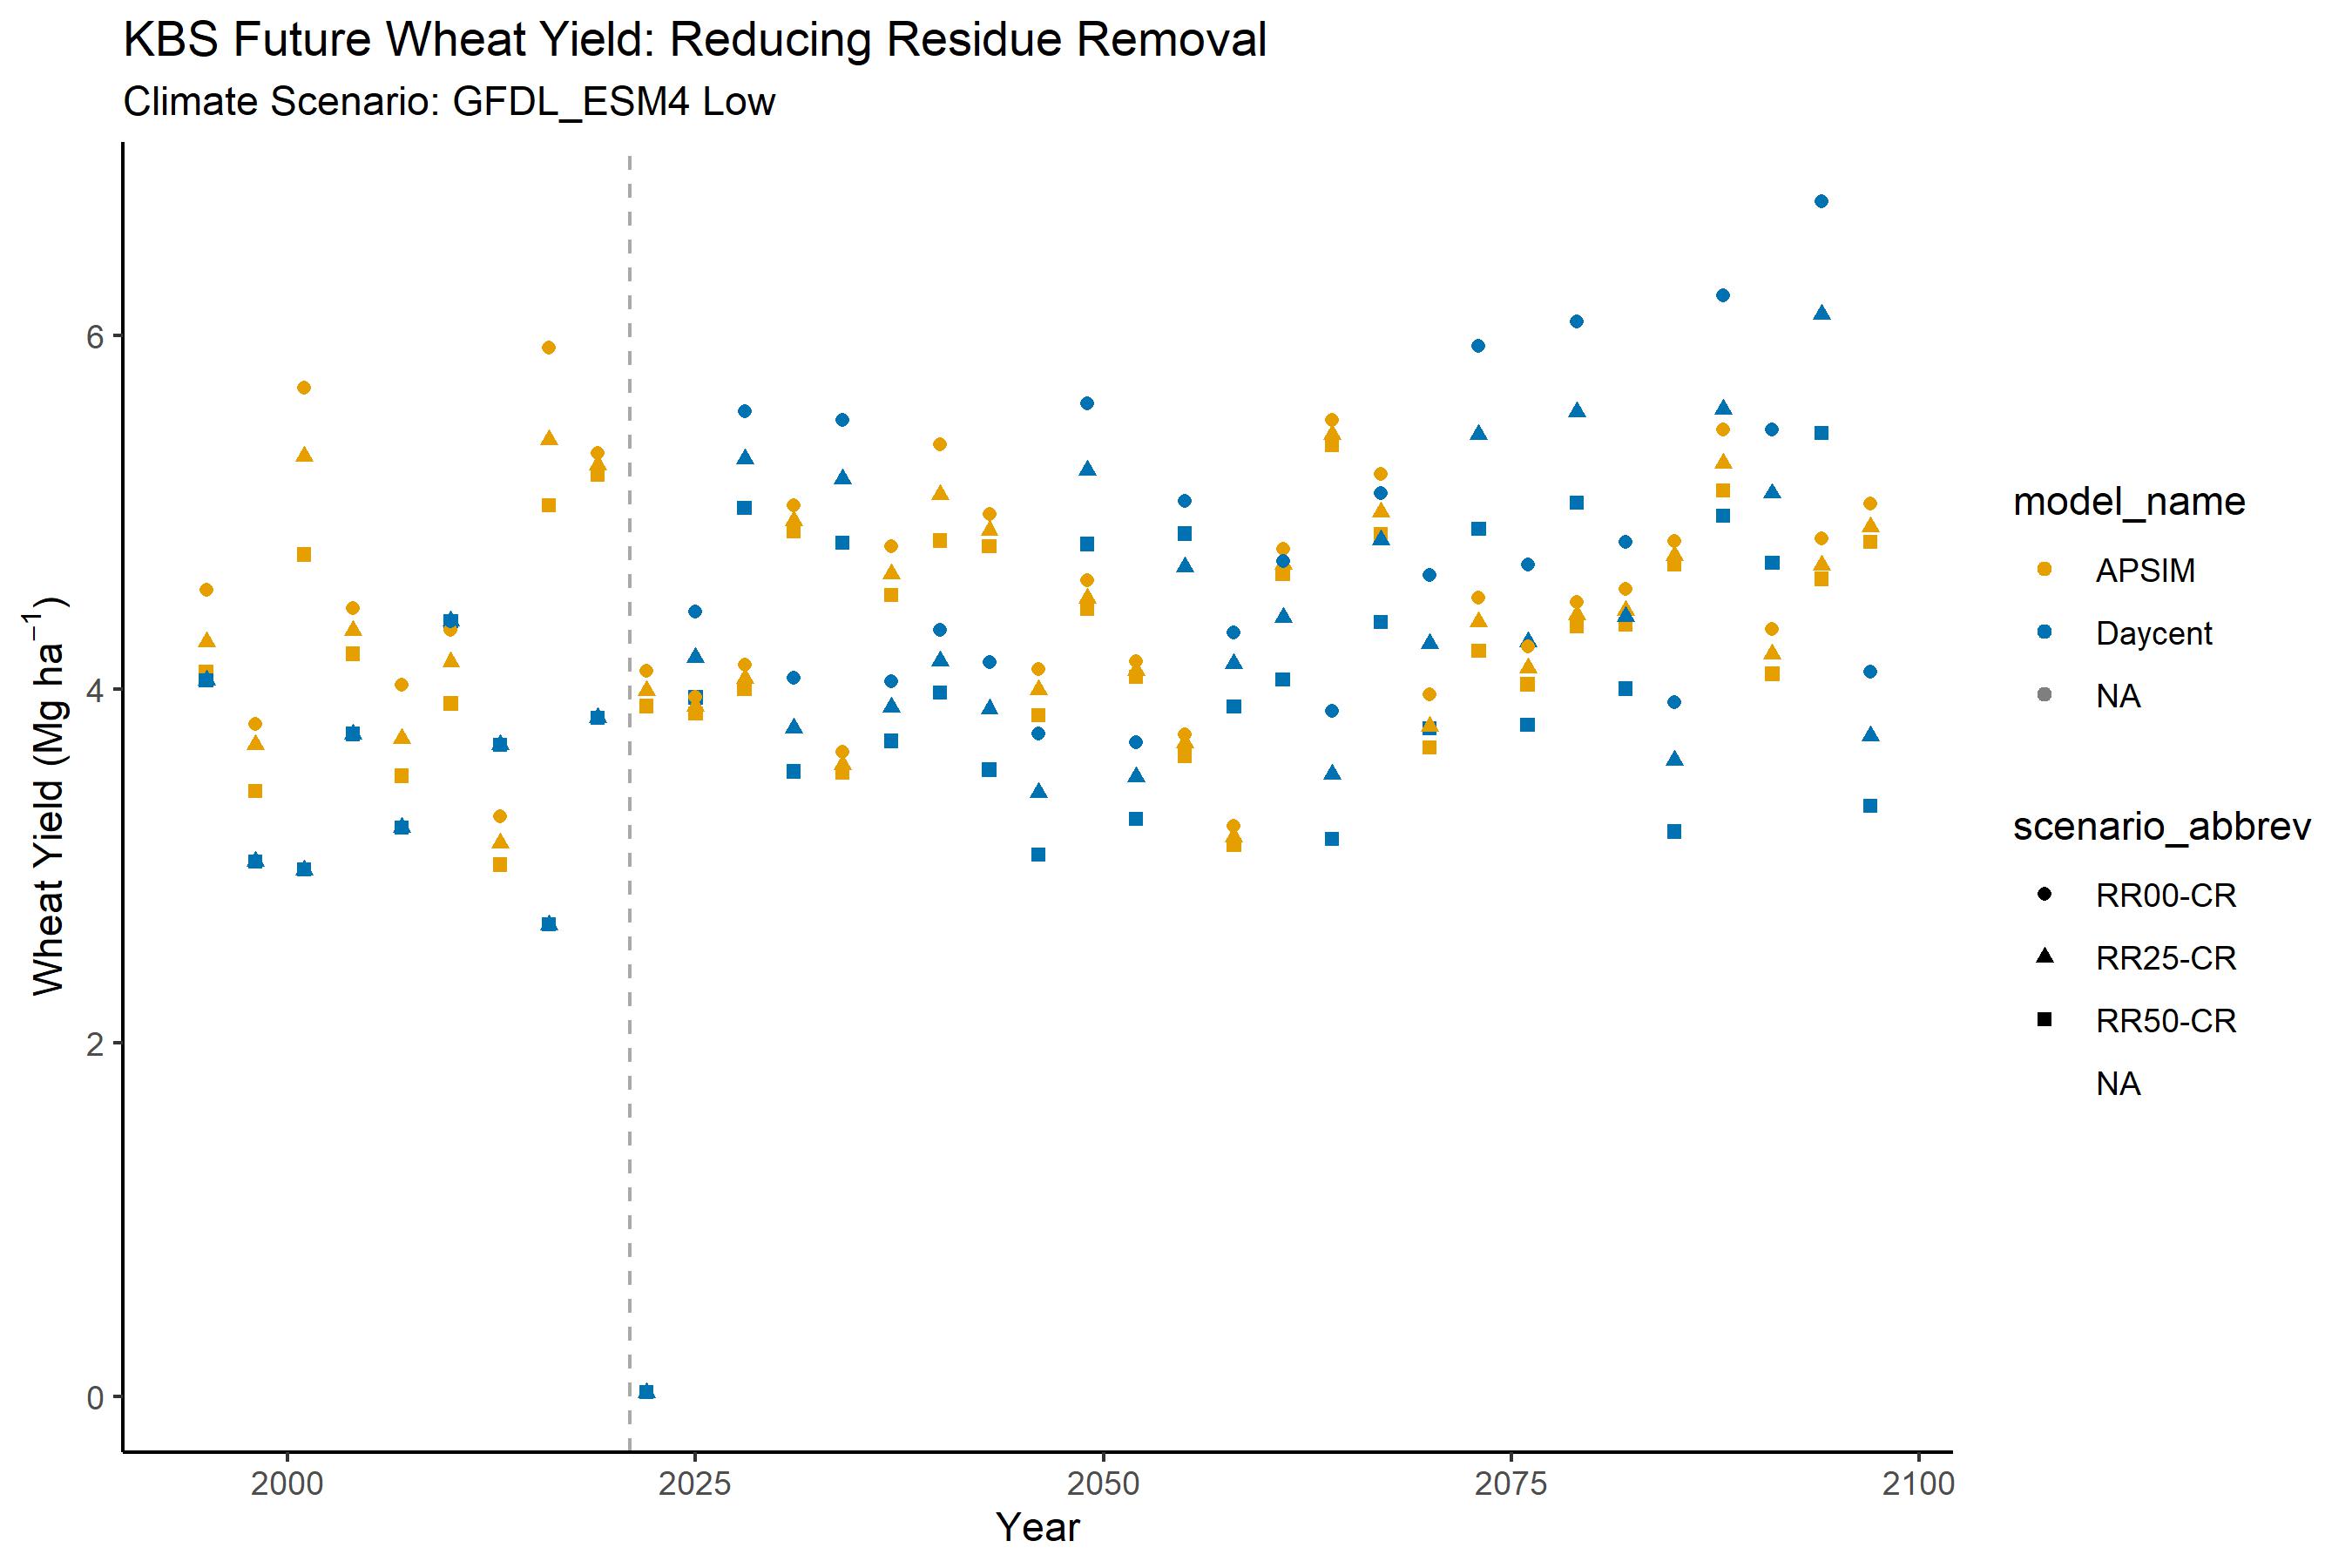 KBS Future Wheat Yield: Reducing Residue Removal
Climate Scenario: GFDL_ESM4 Low
Wheat Yield (Mg ha⁻¹)
6
4
2
0
2000
2025
2050
2075
2100
Year
model_name
APSIM
Daycent
NA
scenario_abbrev
RR00-CR
RR25-CR
RR50-CR
NA